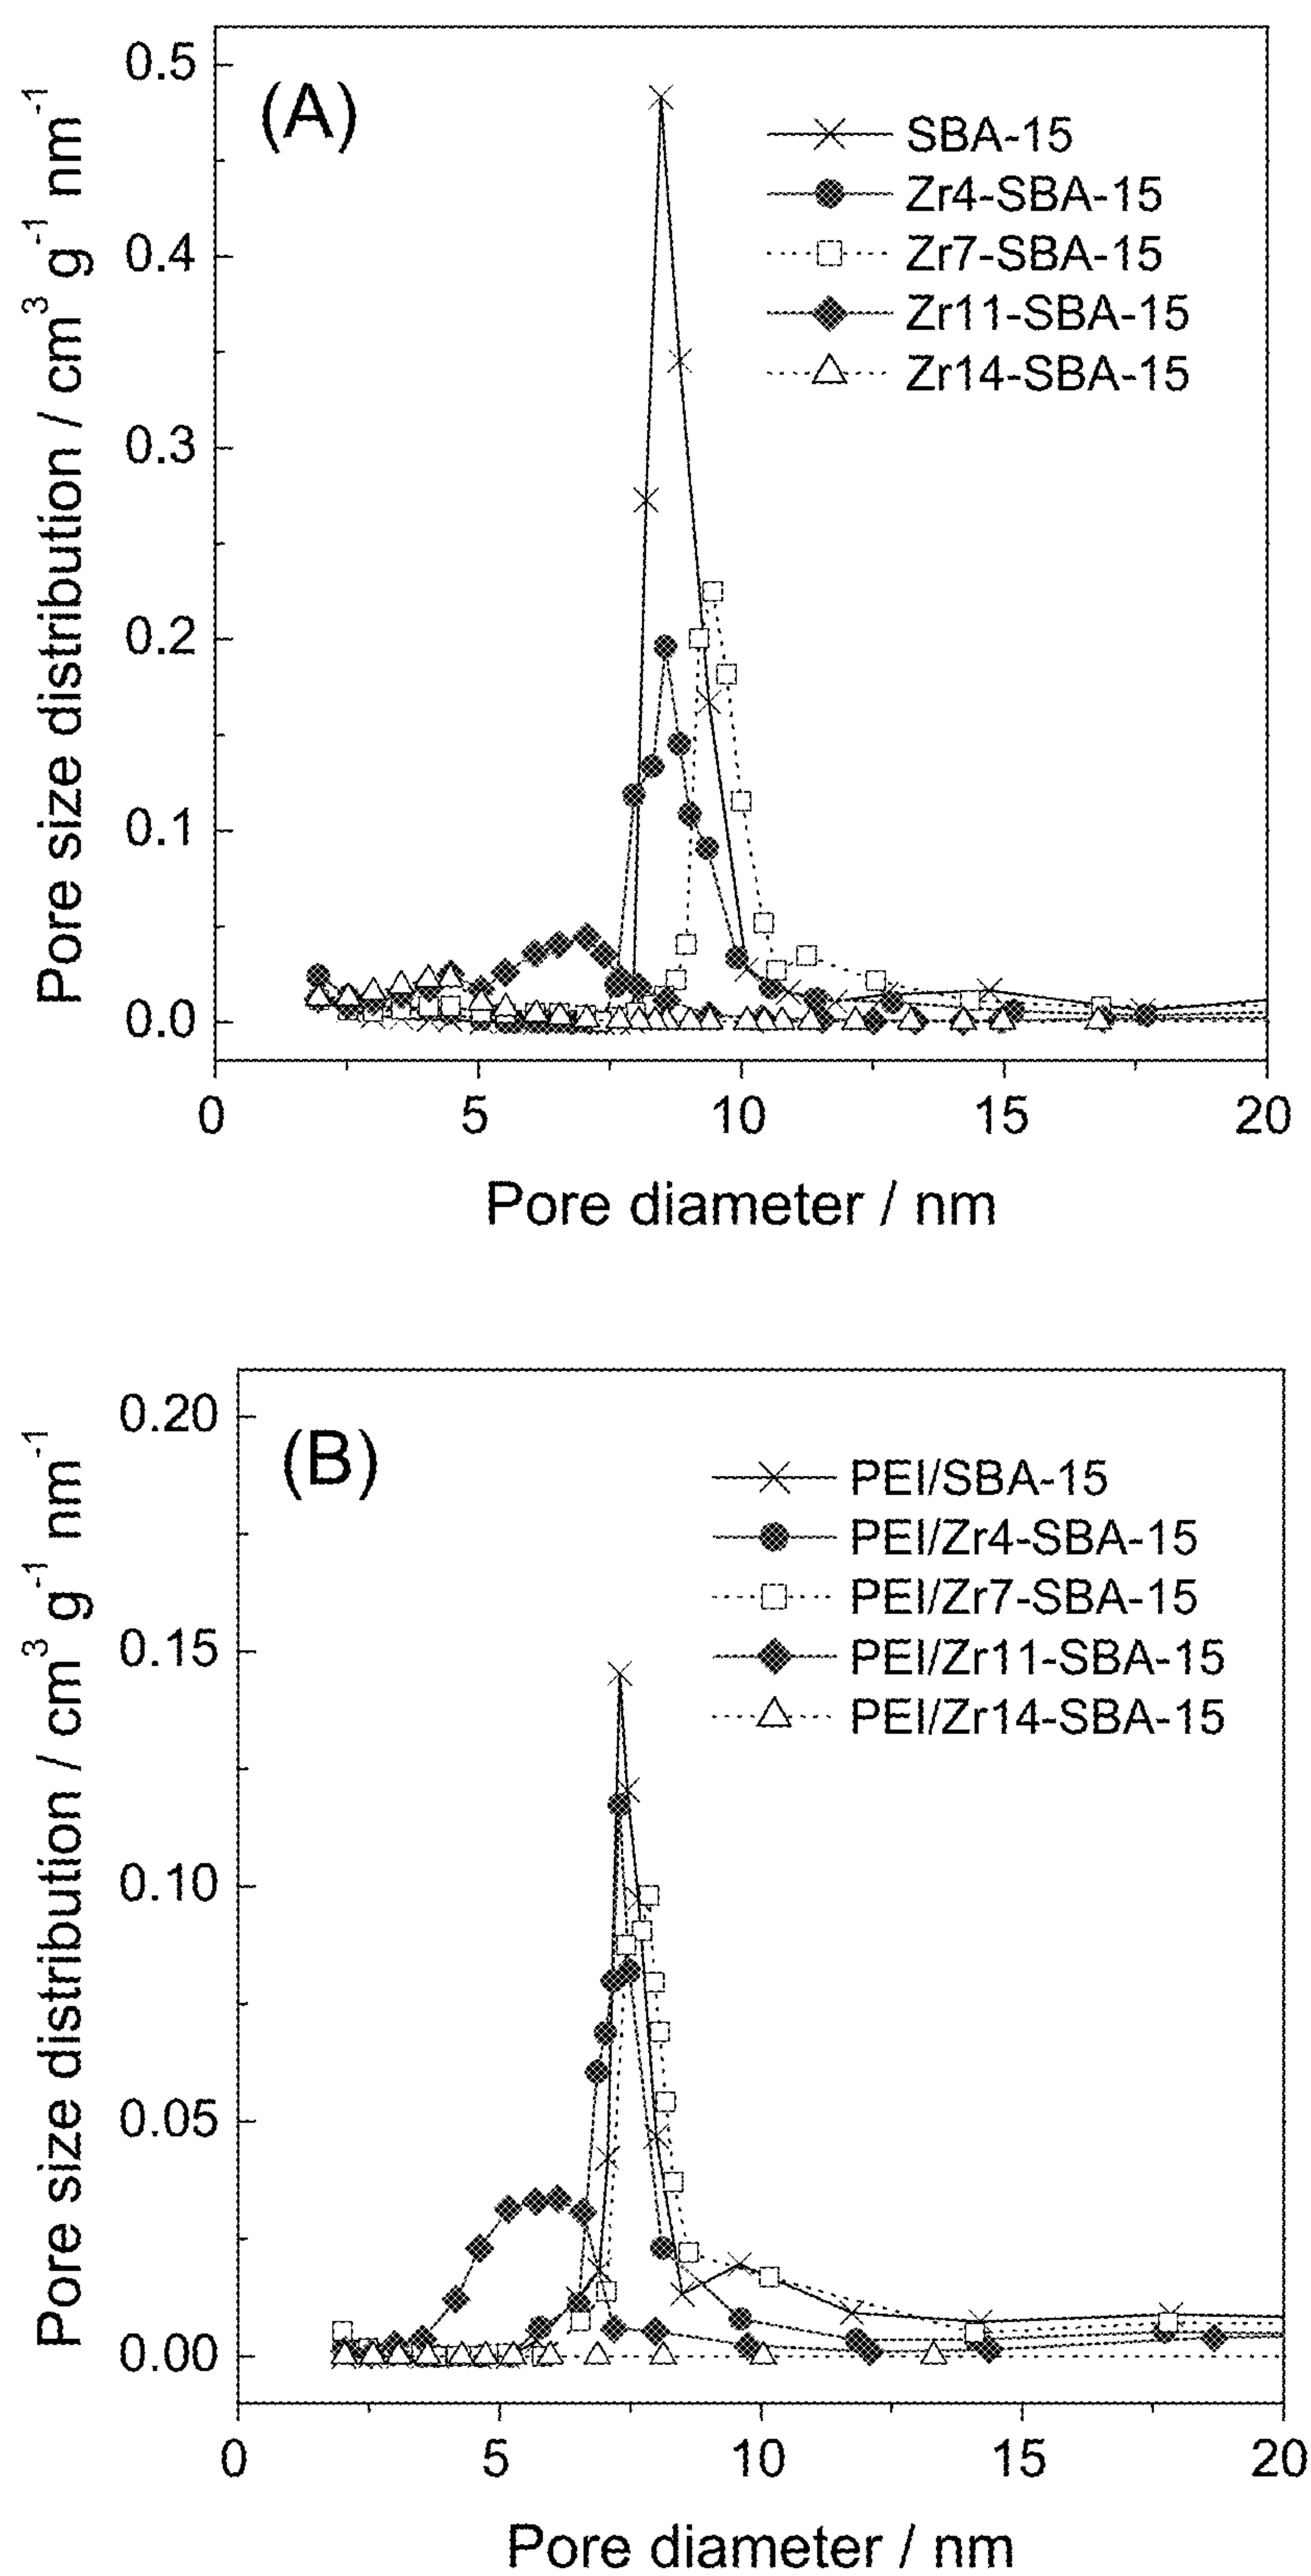 (A)
SBA-15
Zr4-SBA-15
Zr7-SBA-15
Zr11-SBA-15
Zr14-SBA-15
Pore size distribution / cm³ g⁻¹ nm⁻¹
0.5
0.4
0.3
0.2
0.1
0.0
0 5 10 15 20
Pore diameter / nm
(B)
PEI/SBA-15
PEI/Zr4-SBA-15
PEI/Zr7-SBA-15
PEI/Zr11-SBA-15
PEI/Zr14-SBA-15
Pore size distribution / cm³ g⁻¹ nm⁻¹
0.20
0.15
0.10
0.05
0.00
0 5 10 15 20
Pore diameter / nm